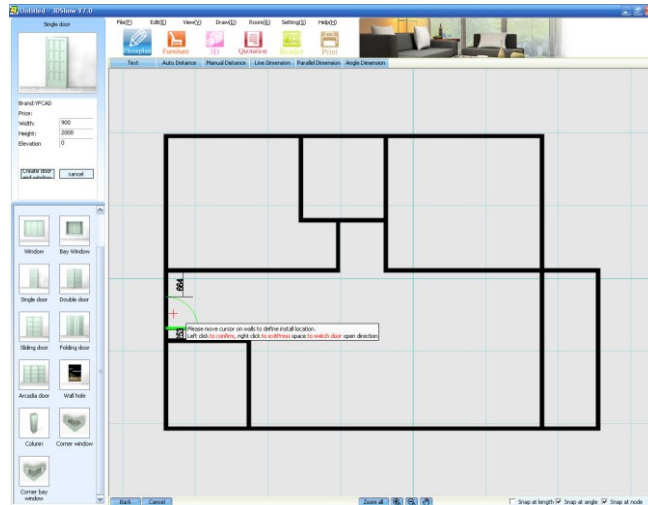 Untitled - 3DShow V7.0
Single door
File(F) Edit(E) View(V) Draw(D) Room(R) Setting(S) Help(H)
Floorplan Furniture 3D Quotation Render Print
Text Auto Distance Manual Distance Line Dimension Parallel Dimension Angle Dimension
Brand:YFCAD
Price:
Width: 900
Height: 2000
Elevation 0
Create door and window cancel
Window Bay Window
Single door Double door
Sliding door Folding door
Arcadia door Wall hole
Column Corner window
Corner bay window
664
Please move cursor on walls to define install location.
Left click to confirm, right click to exitPress space to switch door open direction
Back Cancel Zoom all Snap at length Snap at angle Snap at node